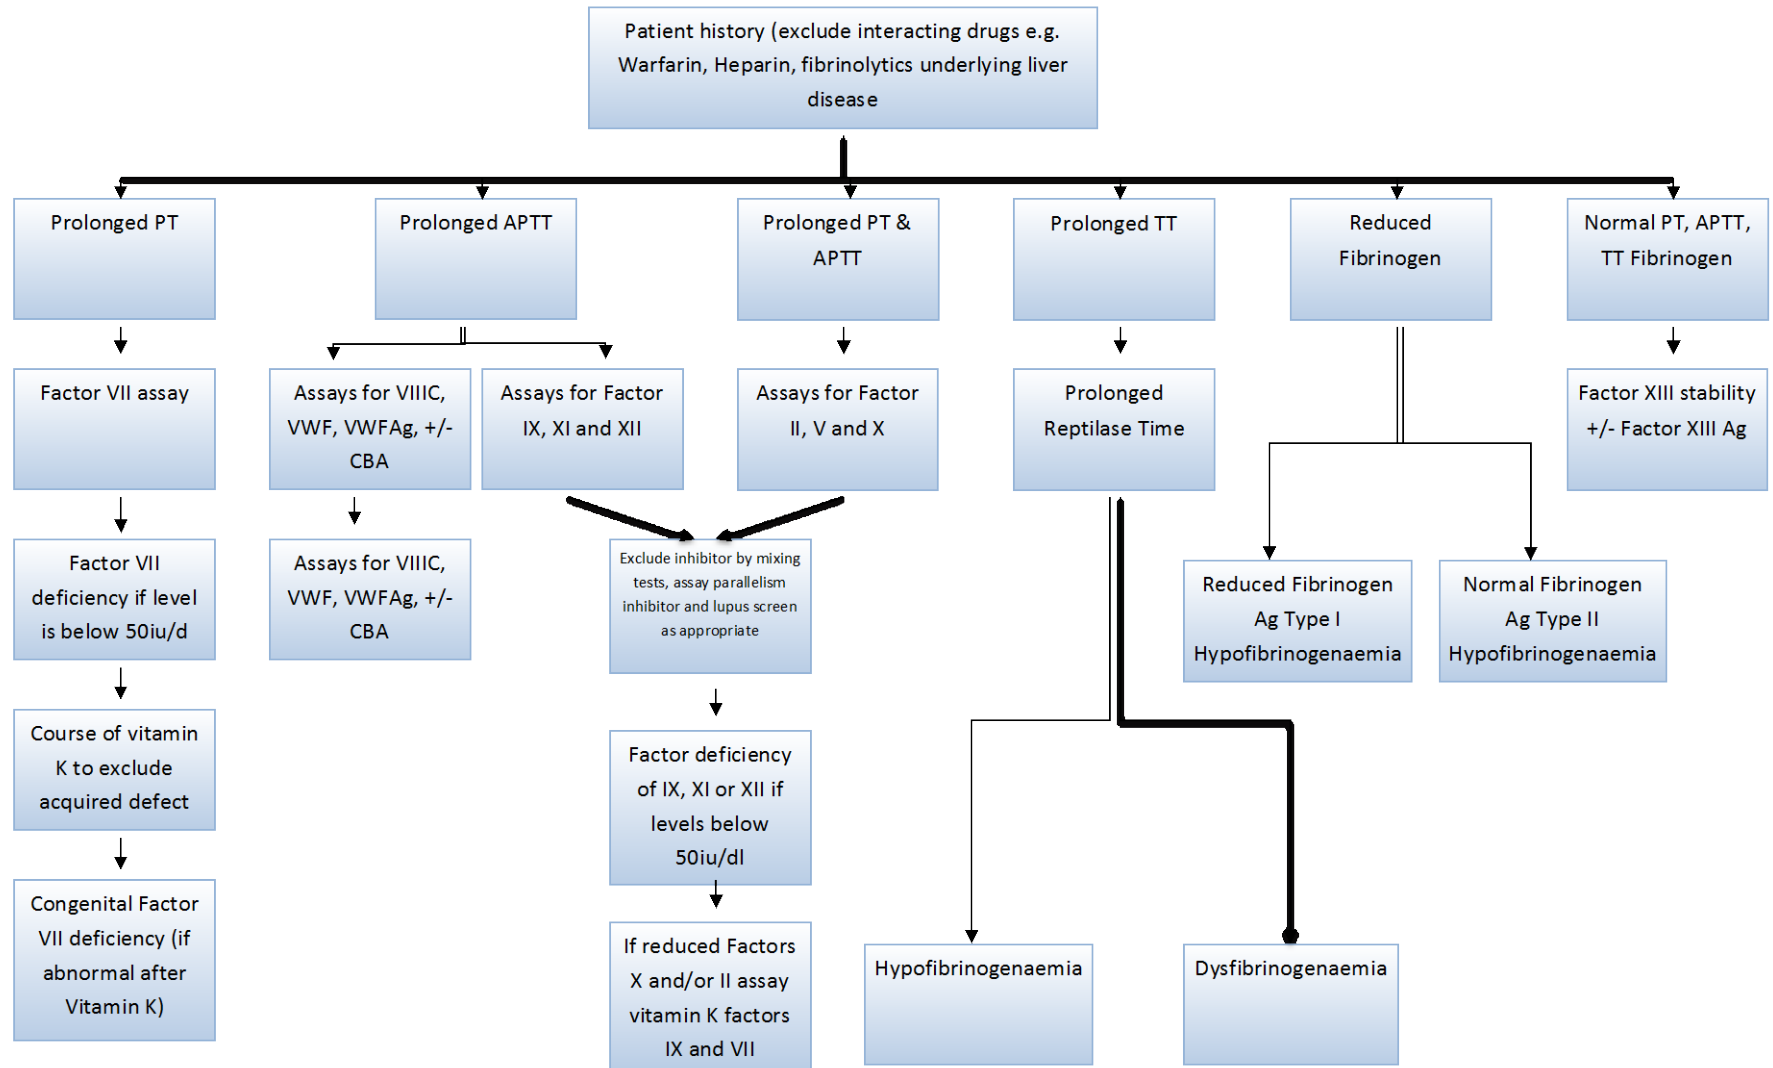 Patient history (exclude interacting drugs e.g.
Warfarin, Heparin, fibrinolytics underlying liver
disease
Prolonged PT
Prolonged APTT
Prolonged PT &
APTT
Prolonged TT
Reduced
Fibrinogen
Normal PT, APTT,
TT Fibrinogen
Factor VII assay
Assays for VIIIC,
VWF, VWFAg, +/-
CBA
Assays for Factor
IX, XI and XII
Assays for Factor
II, V and X
Prolonged
Reptilase Time
Factor XIII stability
+/- Factor XIII Ag
Factor VII
deficiency if level
is below 50iu/d
Assays for VIIIC,
VWF, VWFAg, +/-
CBA
Exclude inhibitor by mixing
tests, assay parallelism
inhibitor and lupus screen
as appropriate
Reduced Fibrinogen
Ag Type I
Hypofibrinogenaemia
Normal Fibrinogen
Ag Type II
Hypofibrinogenaemia
Course of vitamin
K to exclude
acquired defect
Factor deficiency
of IX, XI or XII if
levels below
50iu/dl
Congenital Factor
VII deficiency (if
abnormal after
Vitamin K)
If reduced Factors
X and/or II assay
vitamin K factors
IX and VII
Hypofibrinogenaemia
Dysfibrinogenaemia